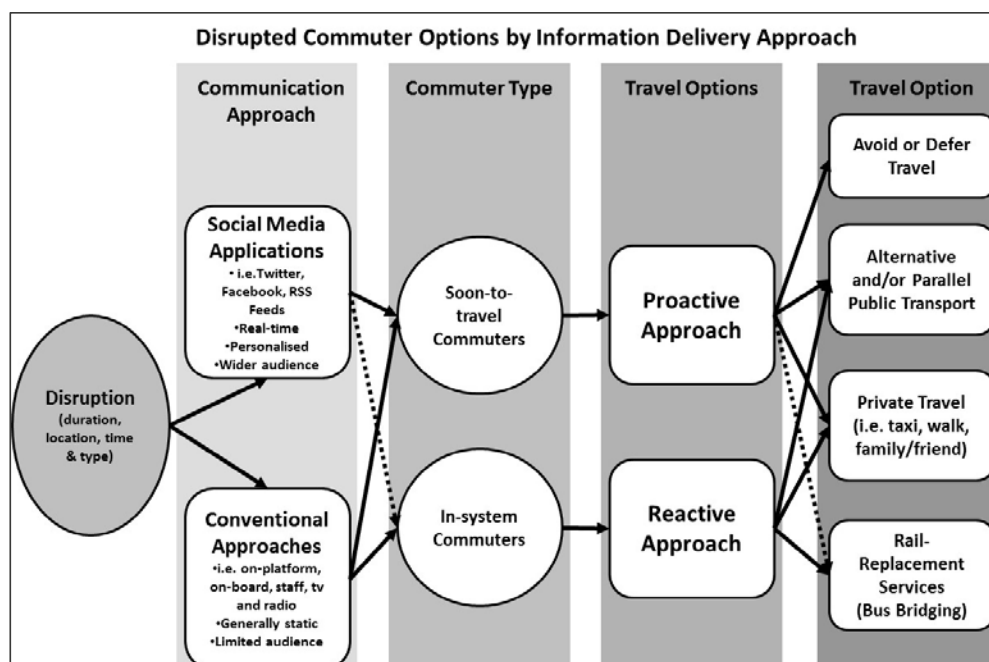 Disrupted Commuter Options by Information Delivery Approach
Communication
Approach
Commuter Type
Travel Options
Travel Option
Disruption
(duration,
location, time
& type)
Social Media
Applications
• i.e.Twitter,
Facebook, RSS
Feeds
•Real-time
•Personalised
•Wider audience
Conventional
Approaches
•i.e. on-platform,
on-board, staff, tv
and radio
•Generally static
•Limited audience
Soon-to-
travel
Commuters
In-system
Commuters
Proactive
Approach
Reactive
Approach
Avoid or Defer
Travel
Alternative
and/or Parallel
Public Transport
Private Travel
(i.e. taxi, walk,
family/friend)
Rail-
Replacement
Services
(Bus Bridging)